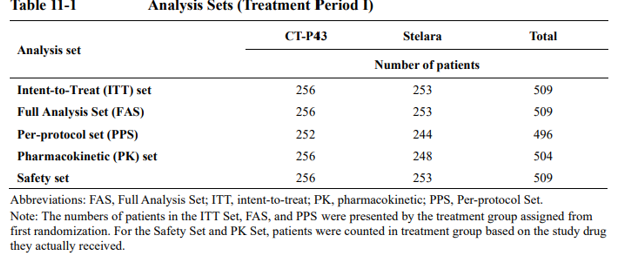 Table 11-1 Analysis Sets (Treatment Period I)
CT-P43 Stelara Total
Analysis set
Number of patients
Intent-to-Treat (ITT) set 256 253 509
Full Analysis Set (FAS) 256 253 509
Per-protocol set (PPS) 252 244 496
Pharmacokinetic (PK) set 256 248 504
Safety set 256 253 509
Abbreviations: FAS, Full Analysis Set; ITT, intent-to-treat; PK, pharmacokinetic; PPS, Per-protocol Set.
Note: The numbers of patients in the ITT Set, FAS, and PPS were presented by the treatment group assigned from
first randomization. For the Safety Set and PK Set, patients were counted in treatment group based on the study drug
they actually received.